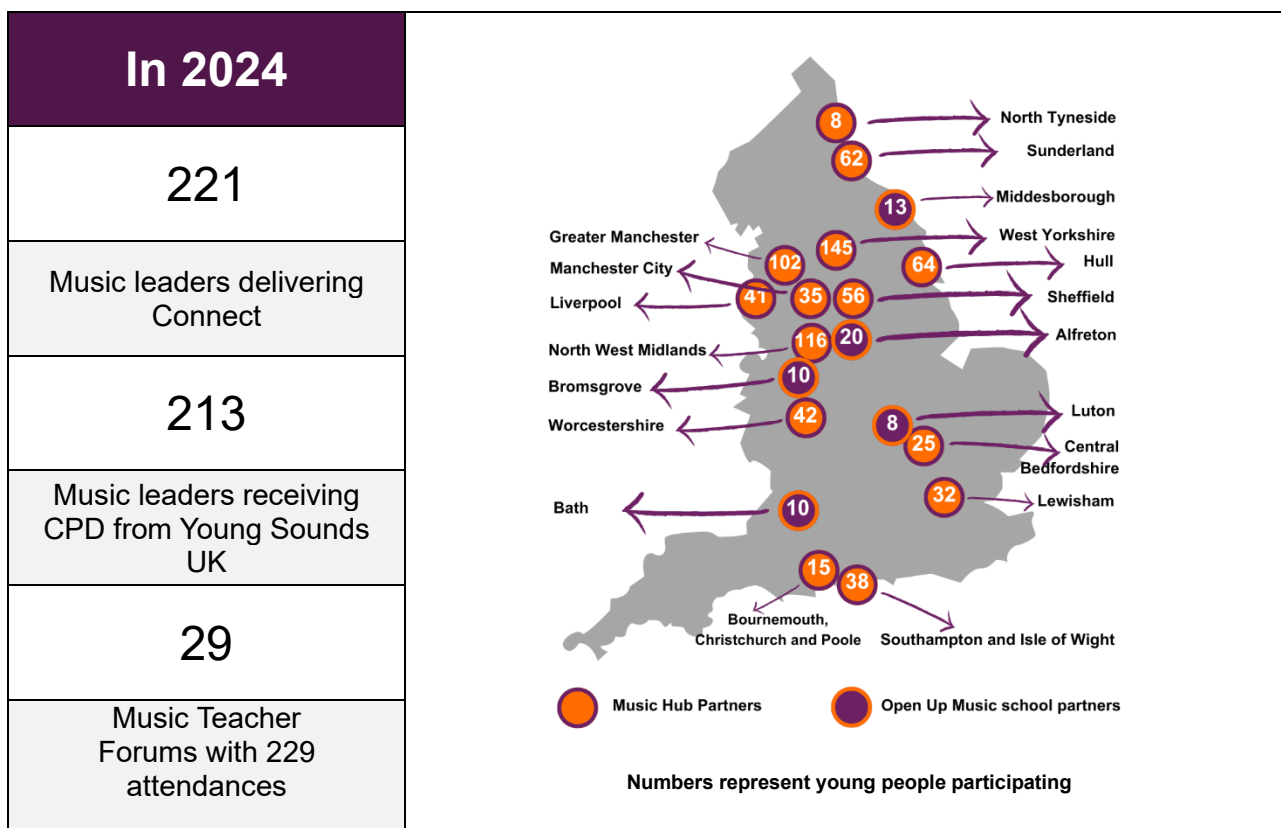 In 2024
221
Music leaders delivering
Connect
213
Music leaders receiving
CPD from Young Sounds
UK
29
Music Teacher
Forums with 229
attendances
8
North Tyneside
62
Sunderland
13
Middesborough
145
West Yorkshire
Greater Manchester
102
64
Hull
Manchester City
35
56
Sheffield
Liverpool
41
20
Alfreton
North West Midlands
116
Bromsgrove
10
Worcestershire
42
8
Luton
25
Central
Bedfordshire
32
Lewisham
Bath
10
15
38
Bournemouth,
Christchurch and Poole
Southampton and Isle of Wight
Music Hub Partners
Open Up Music school partners
Numbers represent young people participating